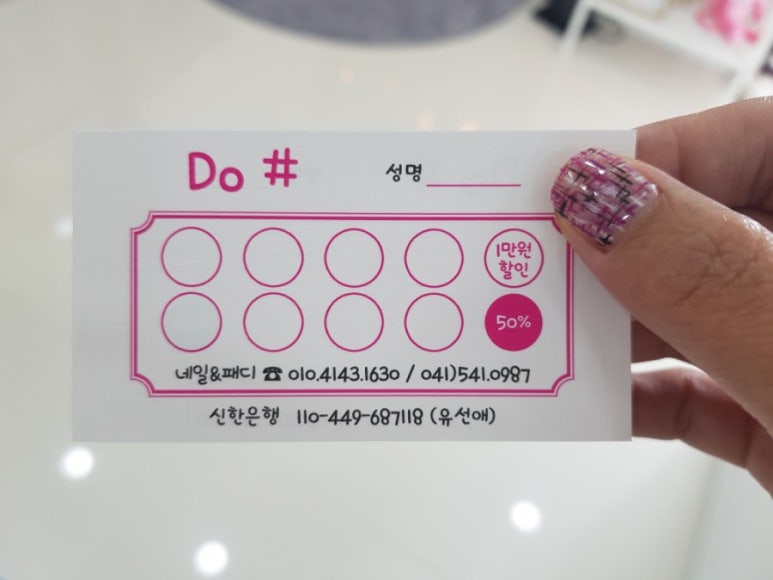 Do # 성명
1만원
할인
50%
네일&패디 ☎ 010.4143.1630 / 041)541.0987
신한은행 110-449-687118 (유선애)